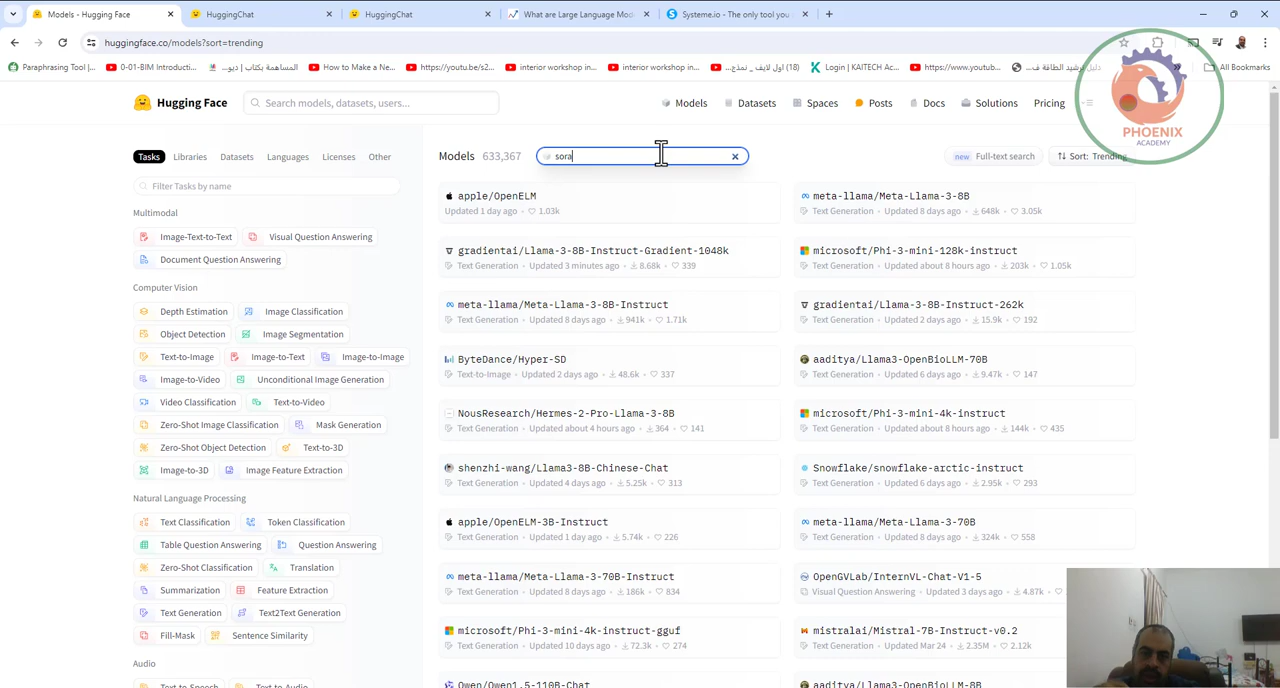 Models - Hugging Face
HuggingChat
HuggingChat
What are Large Language Mod
Systeme.io - The only tool you
huggingface.co/models?sort=trending
Paraphrasing Tool |...
0-01-BIM Introducti...
المساهمة بكتاب | ديو...
How to Make a Ne...
interior workshop in...
interior workshop in...
(18) اول لايف _ نماذج...
Login | KAITECH Ac...
https://www.youtub...
All Bookmarks
Hugging Face
Search models, datasets, users...
Models
Datasets
Spaces
Posts
Docs
Solutions
Pricing
PHOENIX
ACADEMY
Tasks
Libraries
Datasets
Languages
Licenses
Other
Filter Tasks by name
Multimodal
Image-Text-to-Text
Visual Question Answering
Document Question Answering
Computer Vision
Depth Estimation
Image Classification
Object Detection
Image Segmentation
Text-to-Image
Image-to-Text
Image-to-Image
Image-to-Video
Unconditional Image Generation
Video Classification
Text-to-Video
Zero-Shot Image Classification
Mask Generation
Zero-Shot Object Detection
Text-to-3D
Image-to-3D
Image Feature Extraction
Natural Language Processing
Text Classification
Token Classification
Table Question Answering
Question Answering
Zero-Shot Classification
Translation
Summarization
Feature Extraction
Text Generation
Text2Text Generation
Fill-Mask
Sentence Similarity
Audio
Text-to-Speech
Text-to-Audio
Models 633,367
sora
new Full-text search
Sort: Trending
apple/OpenELM
Updated 1 day ago • 1.03k
meta-llama/Meta-Llama-3-8B
Text Generation • Updated 8 days ago • 648k • 3.05k
gradientai/Llama-3-8B-Instruct-Gradient-1048k
Text Generation • Updated 3 minutes ago • 8.68k • 339
microsoft/Phi-3-mini-128k-instruct
Text Generation • Updated about 8 hours ago • 203k • 1.05k
meta-llama/Meta-Llama-3-8B-Instruct
Text Generation • Updated 8 days ago • 941k • 1.71k
gradientai/Llama-3-8B-Instruct-262k
Text Generation • Updated 2 days ago • 15.9k • 192
ByteDance/Hyper-SD
Text-to-Image • Updated 2 days ago • 48.6k • 337
aaditya/Llama3-OpenBioLLM-70B
Text Generation • Updated 6 days ago • 9.47k • 147
NousResearch/Hermes-2-Pro-Llama-3-8B
Text Generation • Updated about 4 hours ago • 364 • 141
microsoft/Phi-3-mini-4k-instruct
Text Generation • Updated about 8 hours ago • 144k • 435
shenzhi-wang/Llama3-8B-Chinese-Chat
Text Generation • Updated 4 days ago • 5.25k • 313
Snowflake/snowflake-arctic-instruct
Text Generation • Updated 6 days ago • 2.95k • 293
apple/OpenELM-3B-Instruct
Text Generation • Updated 1 day ago • 5.74k • 226
meta-llama/Meta-Llama-3-70B
Text Generation • Updated 8 days ago • 324k • 558
meta-llama/Meta-Llama-3-70B-Instruct
Text Generation • Updated 8 days ago • 186k • 834
OpenGVLab/InternVL-Chat-V1-5
Visual Question Answering • Updated 3 days ago • 4.87k •
microsoft/Phi-3-mini-4k-instruct-gguf
Text Generation • Updated 10 days ago • 72.3k • 274
mistralai/Mistral-7B-Instruct-v0.2
Text Generation • Updated Mar 24 • 2.35M • 2.12k
Qwen/Qwen1.5-110B-Chat
aaditya/Llama3-OpenBioLLM-8B